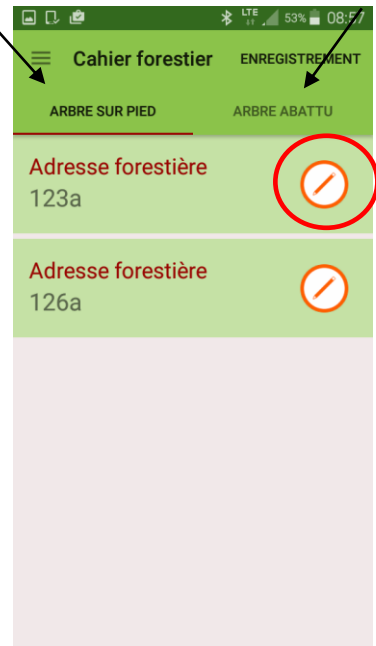 LTE 53% 08:57
Cahier forestier ENREGISTREMENT
ARBRE SUR PIED ARBRE ABATTU
Adresse forestière
123a
Adresse forestière
126a